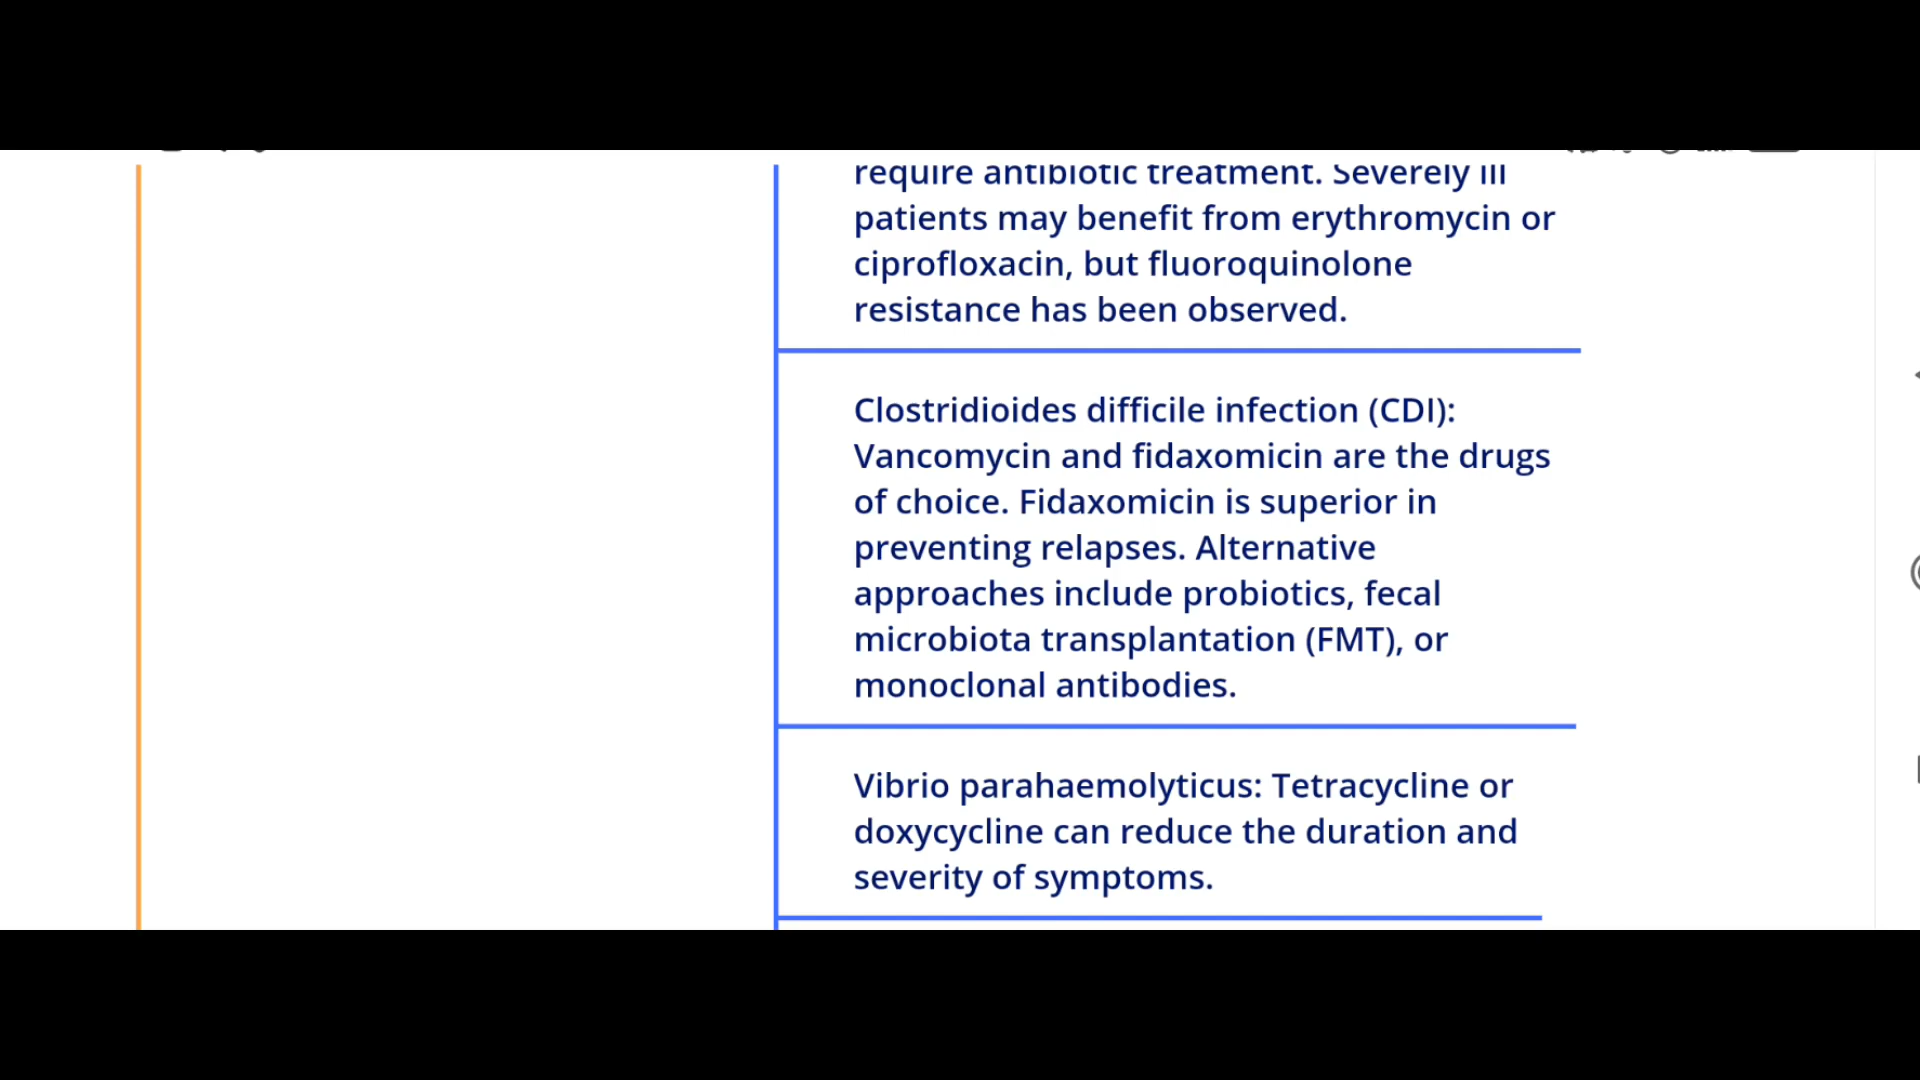 require antibiotic treatment. Severely ill
patients may benefit from erythromycin or
ciprofloxacin, but fluoroquinolone
resistance has been observed.
Clostridioides difficile infection (CDI):
Vancomycin and fidaxomicin are the drugs
of choice. Fidaxomicin is superior in
preventing relapses. Alternative
approaches include probiotics, fecal
microbiota transplantation (FMT), or
monoclonal antibodies.
Vibrio parahaemolyticus: Tetracycline or
doxycycline can reduce the duration and
severity of symptoms.